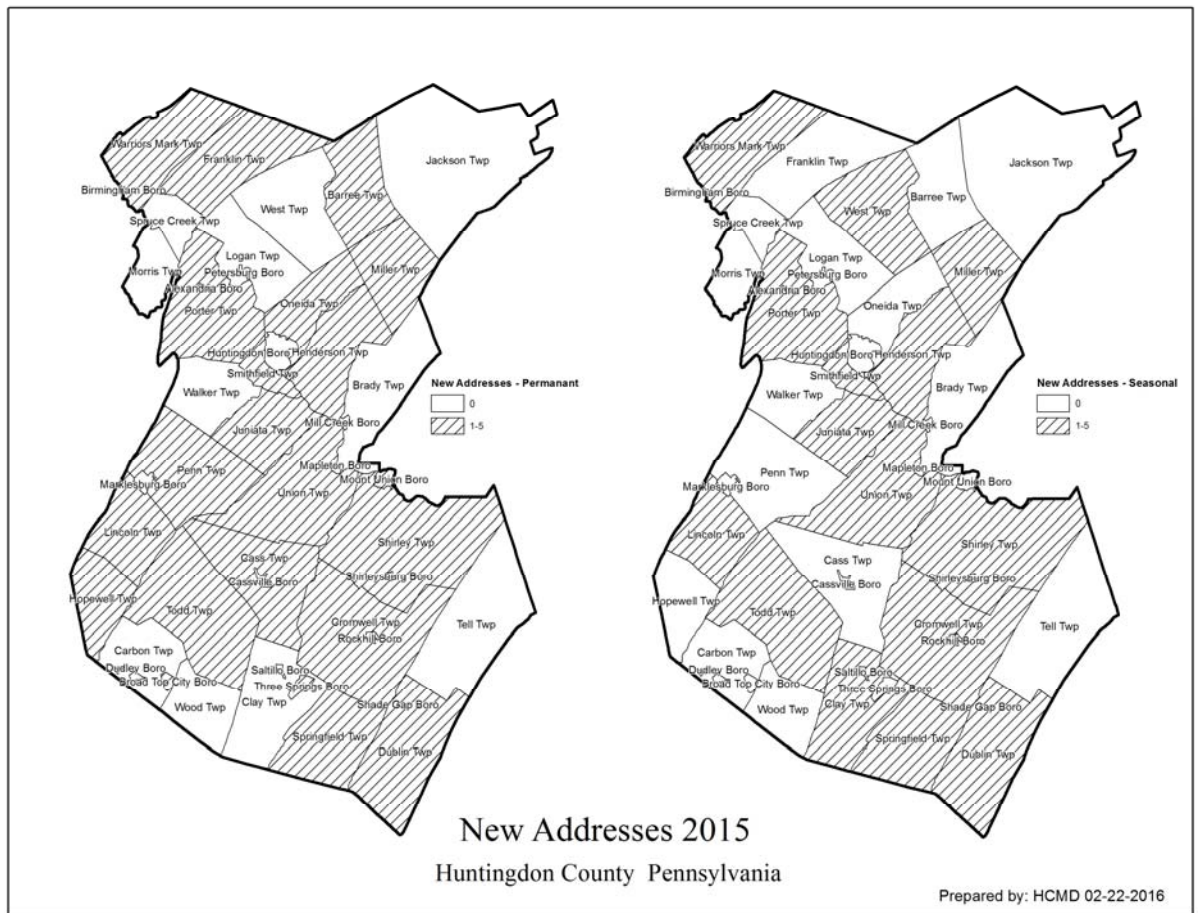 Warriors Mark Twp
Franklin Twp
Jackson Twp
Birmingham Boro
Barree Twp
West Twp
Spruce Creek Twp
Logan Twp
Morris Twp
Petersburg Boro
Miller Twp
Alexandria Boro
Porter Twp
Oneida Twp
Huntingdon Boro
Henderson Twp
Smithfield Twp
Brady Twp
Walker Twp
Mill Creek Boro
Juniata Twp
Mapleton Boro
Penn Twp
Mount Union Boro
Marklesburg Boro
Union Twp
Lincoln Twp
Shirley Twp
Cass Twp
Cassville Boro
Shirleysburg Boro
Hopewell Twp
Todd Twp
Cromwell Twp
Tell Twp
Rockhill Boro
Carbon Twp
Dudley Boro
Saltillo Boro
Broad Top City Boro
Three Springs Boro
Wood Twp
Clay Twp
Shade Gap Boro
Springfield Twp
Dublin Twp
New Addresses - Permanant
0
1-5
Warriors Mark Twp
Franklin Twp
Jackson Twp
Birmingham Boro
Barree Twp
West Twp
Spruce Creek Twp
Logan Twp
Morris Twp
Petersburg Boro
Miller Twp
Alexandria Boro
Porter Twp
Oneida Twp
Huntingdon Boro
Henderson Twp
Smithfield Twp
Brady Twp
Walker Twp
Mill Creek Boro
Juniata Twp
Mapleton Boro
Penn Twp
Mount Union Boro
Marklesburg Boro
Union Twp
Lincoln Twp
Shirley Twp
Cass Twp
Cassville Boro
Shirleysburg Boro
Hopewell Twp
Todd Twp
Cromwell Twp
Tell Twp
Rockhill Boro
Carbon Twp
Dudley Boro
Saltillo Boro
Broad Top City Boro
Three Springs Boro
Wood Twp
Clay Twp
Shade Gap Boro
Springfield Twp
Dublin Twp
New Addresses - Seasonal
0
1-5
New Addresses 2015
Huntingdon County Pennsylvania
Prepared by: HCMD 02-22-2016